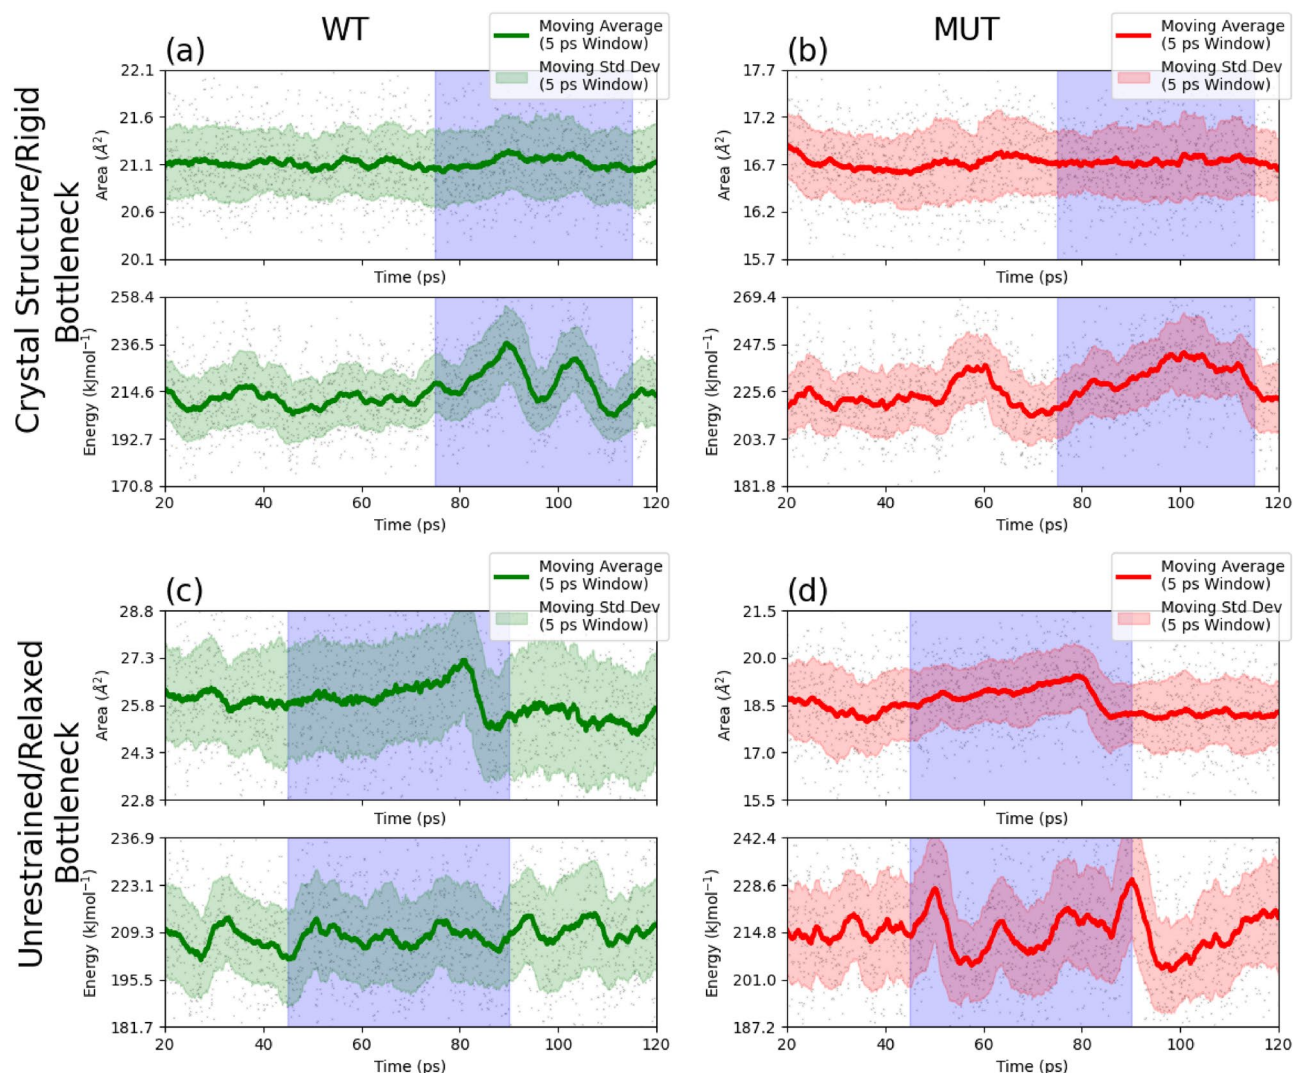 WT
MUT
Crystal Structure/Rigid
Bottleneck
(a)
Moving Average
(5 ps Window)
Moving Std Dev
(5 ps Window)
Area (Å²)
22.1
21.6
21.1
20.6
20.1
Time (ps)
Energy (kJmol⁻¹)
258.4
236.5
214.6
192.7
170.8
20 40 60 80 100 120
Time (ps)
(b)
Moving Average
(5 ps Window)
Moving Std Dev
(5 ps Window)
Area (Å²)
17.7
17.2
16.7
16.2
15.7
Time (ps)
Energy (kJmol⁻¹)
269.4
247.5
225.6
203.7
181.8
20 40 60 80 100 120
Time (ps)
Unrestrained/Relaxed
Bottleneck
(c)
Moving Average
(5 ps Window)
Moving Std Dev
(5 ps Window)
Area (Å²)
28.8
27.3
25.8
24.3
22.8
Time (ps)
Energy (kJmol⁻¹)
236.9
223.1
209.3
195.5
181.7
20 40 60 80 100 120
Time (ps)
(d)
Moving Average
(5 ps Window)
Moving Std Dev
(5 ps Window)
Area (Å²)
21.5
20.0
18.5
17.0
15.5
Time (ps)
Energy (kJmol⁻¹)
242.4
228.6
214.8
201.0
187.2
20 40 60 80 100 120
Time (ps)